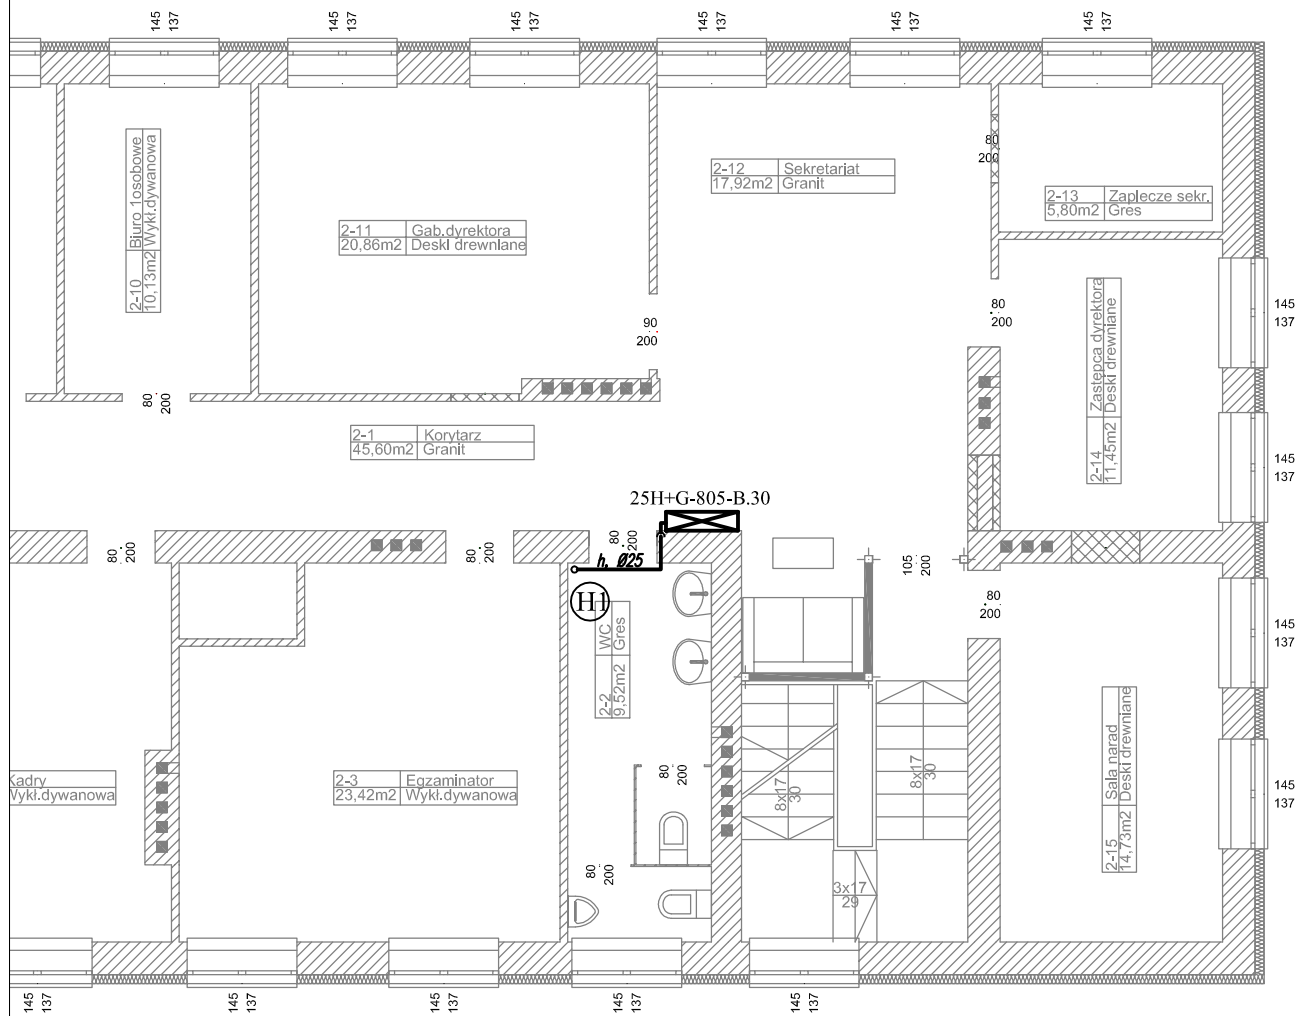 145
137
145
137
145
137
145
137
145
137
145
137
2-10
Biuro 1osobowe
10,13m2
Wykł.dywanowa
2-11
Gab.dyrektora
20,86m2
Deski drewniane
2-12
Sekretariat
17,92m2
Granit
80
200
2-13
Zaplecze sekr.
5,80m2
Gres
2-14
Zastępca dyrektora
11,45m2
Deski drewniane
145
137
80
200
90
200
80
200
2-1
Korytarz
45,60m2
Granit
145
137
25H+G-805-B.30
80
200
80
200
80
200
h. Ø25
H1
105
200
80
200
145
137
2-2
WC
9,52m2
Gres
Kadry
Wykł.dywanowa
2-3
Egzaminator
23,42m2
Wykł.dywanowa
80
200
8x17
30
8x17
30
2-15
Sala narad
14,73m2
Deski drewniane
145
137
80
200
3x17
29
145
137
145
137
145
137
145
137
145
137